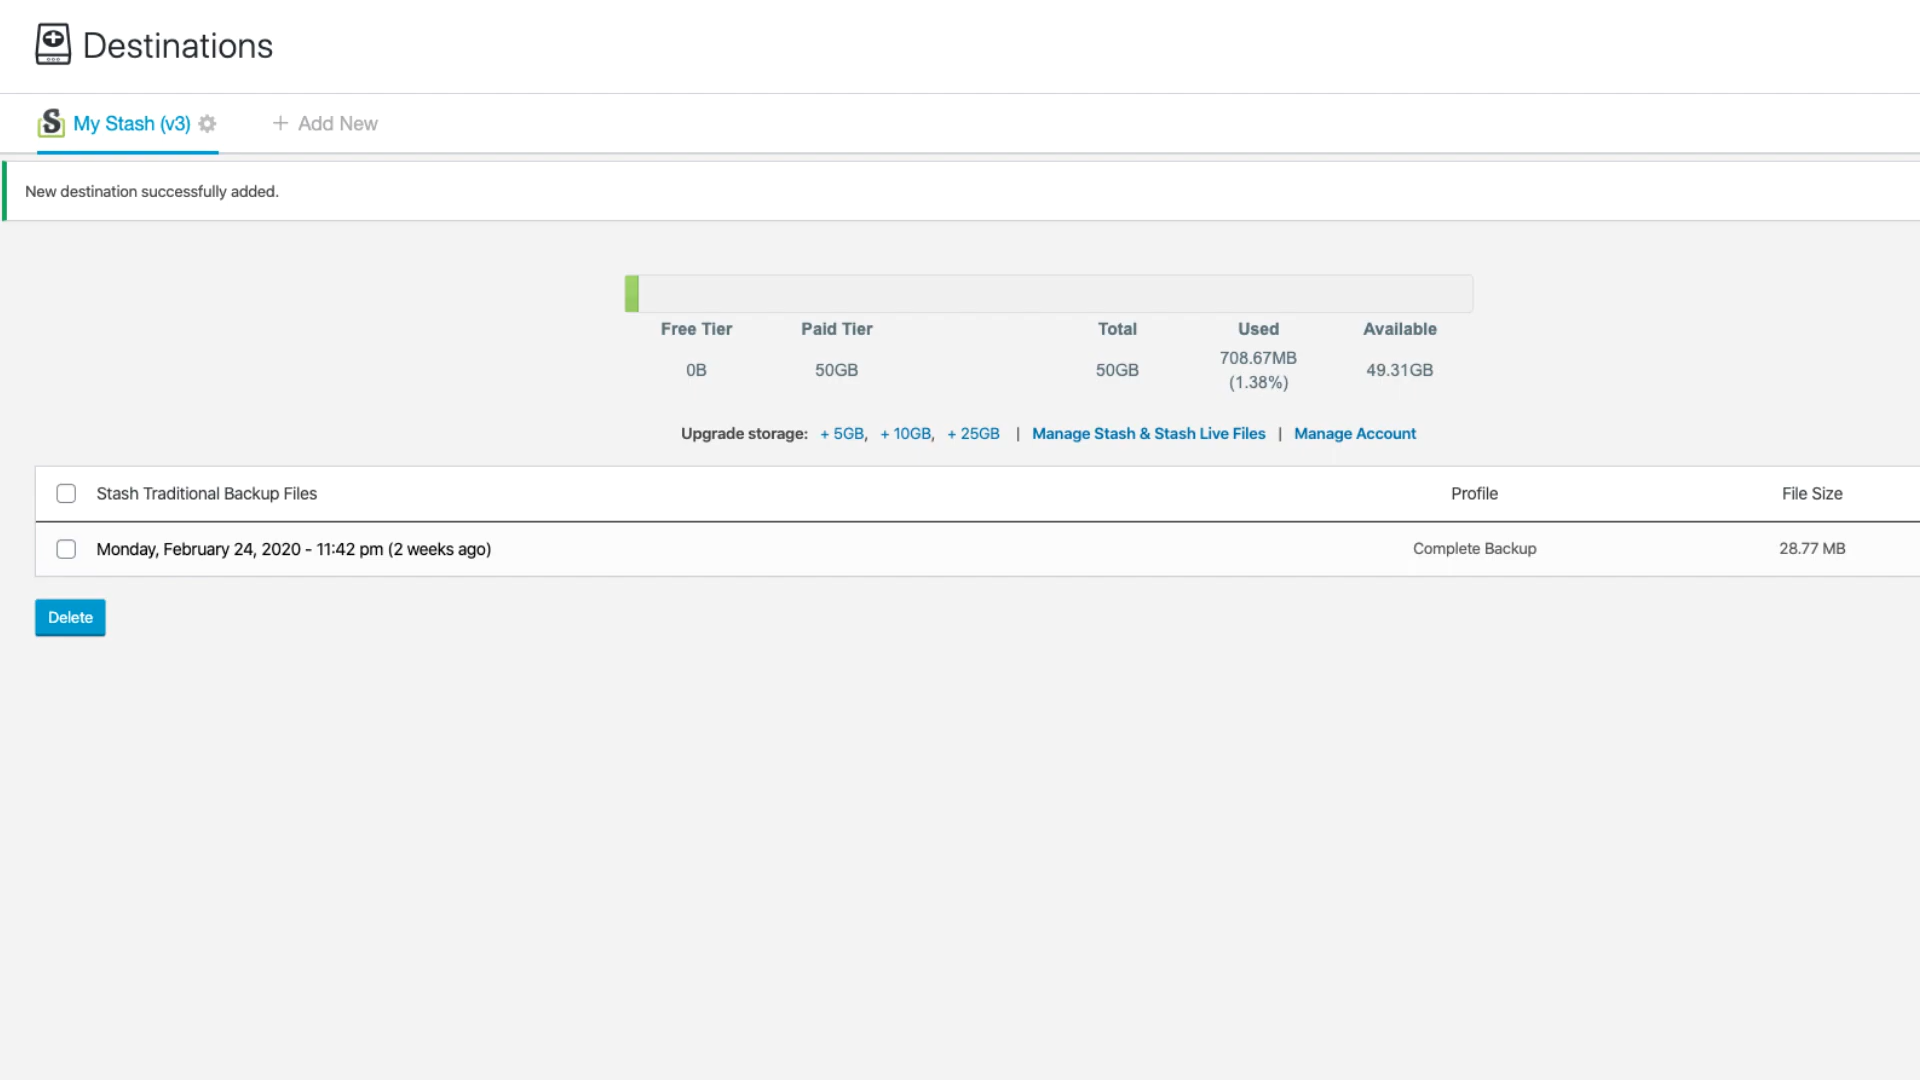 Destinations
My Stash (v3)
+ Add New
New destination successfully added.
Free Tier Paid Tier Total Used Available
0B 50GB 50GB 708.67MB (1.38%) 49.31GB
Upgrade storage: + 5GB, + 10GB, + 25GB | Manage Stash & Stash Live Files | Manage Account
Stash Traditional Backup Files Profile File Size
Monday, February 24, 2020 - 11:42 pm (2 weeks ago) Complete Backup 28.77 MB
Delete